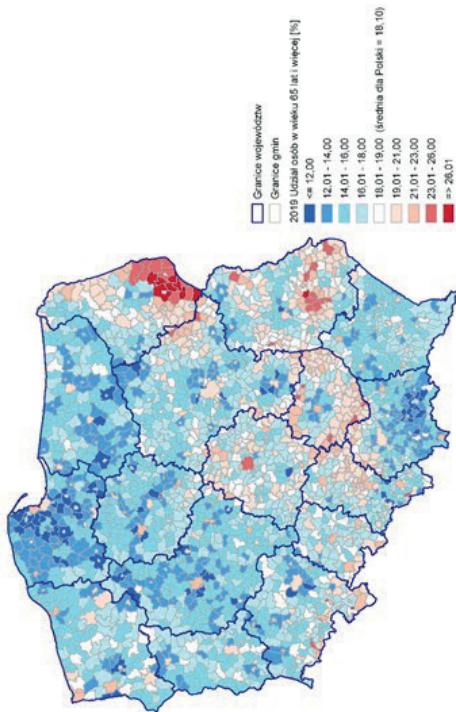 Granice województw
Granice gmin
2019 Udział osób w wieku 65 lat i więcej [%]
<= 12,00
12,01 - 14,00
14,01 - 16,00
16,01 - 18,00
18,01 - 19,00 (średnia dla Polski = 18,10)
19,01 - 21,00
21,01 - 23,00
23,01 - 26,00
=> 26,01